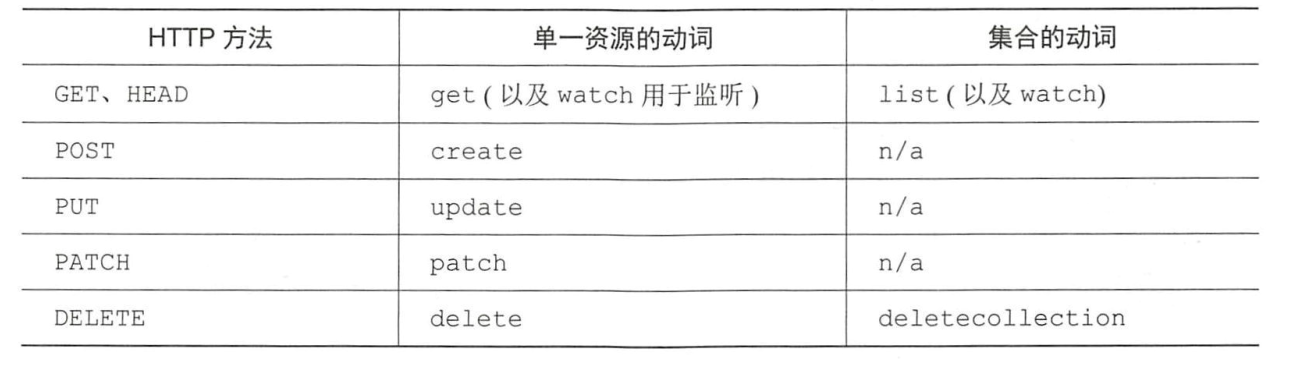 HTTP 方法 单一资源的动词 集合的动词
GET、HEAD get ( 以及 watch 用于监听 ) list ( 以及 watch)
POST create n/a
PUT update n/a
PATCH patch n/a
DELETE delete deletecollection